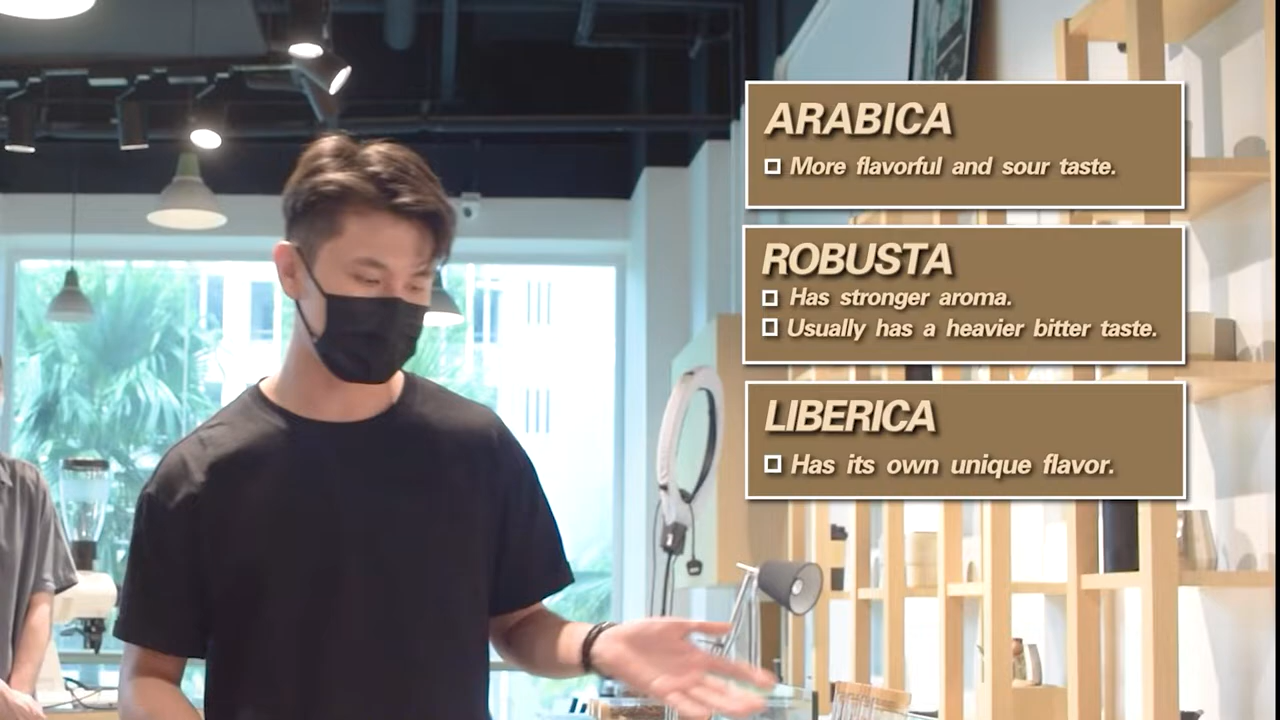 ARABICA
More flavorful and sour taste.
ROBUSTA
Has stronger aroma.
Usually has a heavier bitter taste.
LIBERICA
Has its own unique flavor.